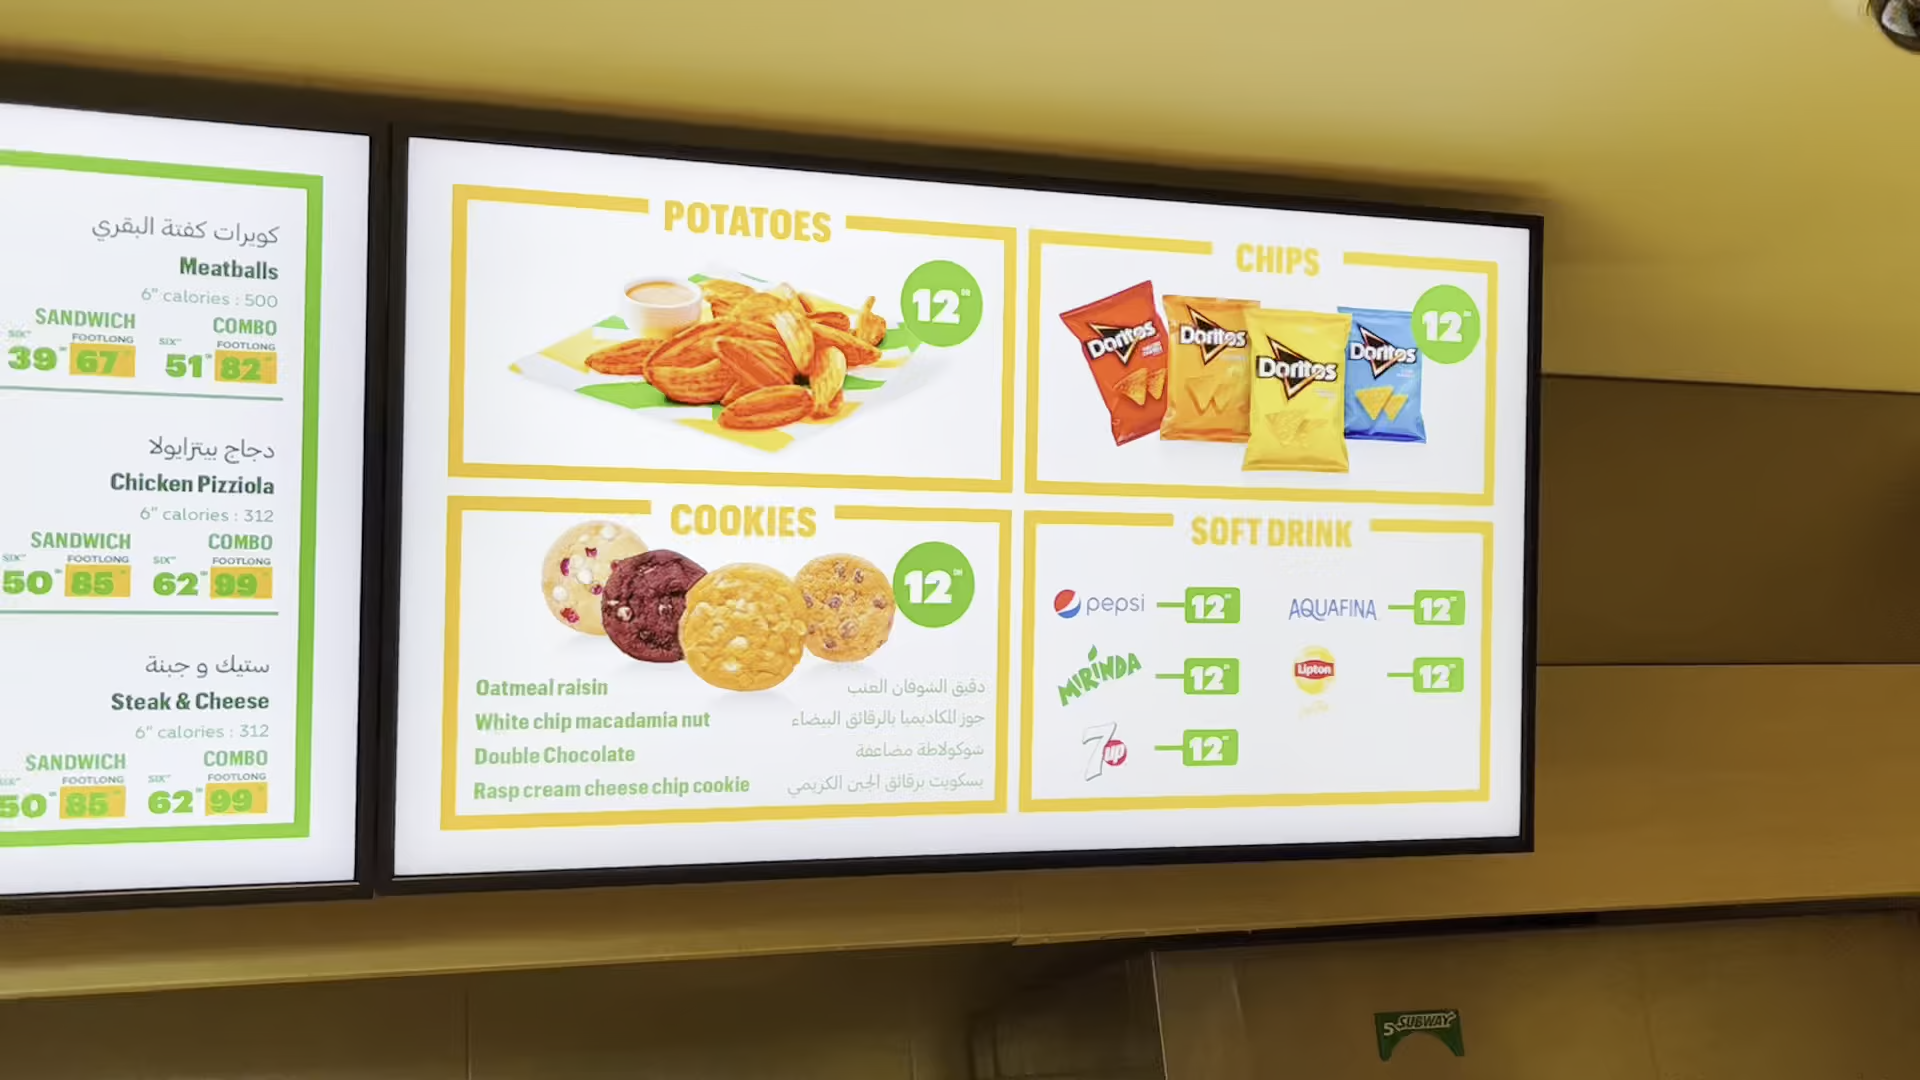 كويرات كفتة البقري
Meatballs
6" calories : 500
SANDWICH COMBO
SIX" FOOTLONG SIX" FOOTLONG
39 67 51 82
دجاج بيتزايولا
Chicken Pizziola
6" calories : 312
SANDWICH COMBO
SIX" FOOTLONG SIX" FOOTLONG
50 85 62 99
ستيك و جبنة
Steak & Cheese
6" calories : 312
SANDWICH COMBO
SIX" FOOTLONG SIX" FOOTLONG
50 85 62 99
POTATOES
12 DH
CHIPS
Doritos
Doritos
Doritos
Doritos
12
COOKIES
12 DH
Oatmeal raisin دقيق الشوفان العنب
White chip macadamia nut جوز المكاديميا بالرقائق البيضاء
Double Chocolate شوكولاطة مضاعفة
Rasp cream cheese chip cookie بسكويت برقائق الجبن الكريمي
SOFT DRINK
pepsi 12 AQUAFINA 12
MIRINDA 12 Lipton 12
7up 12
SUBWAY